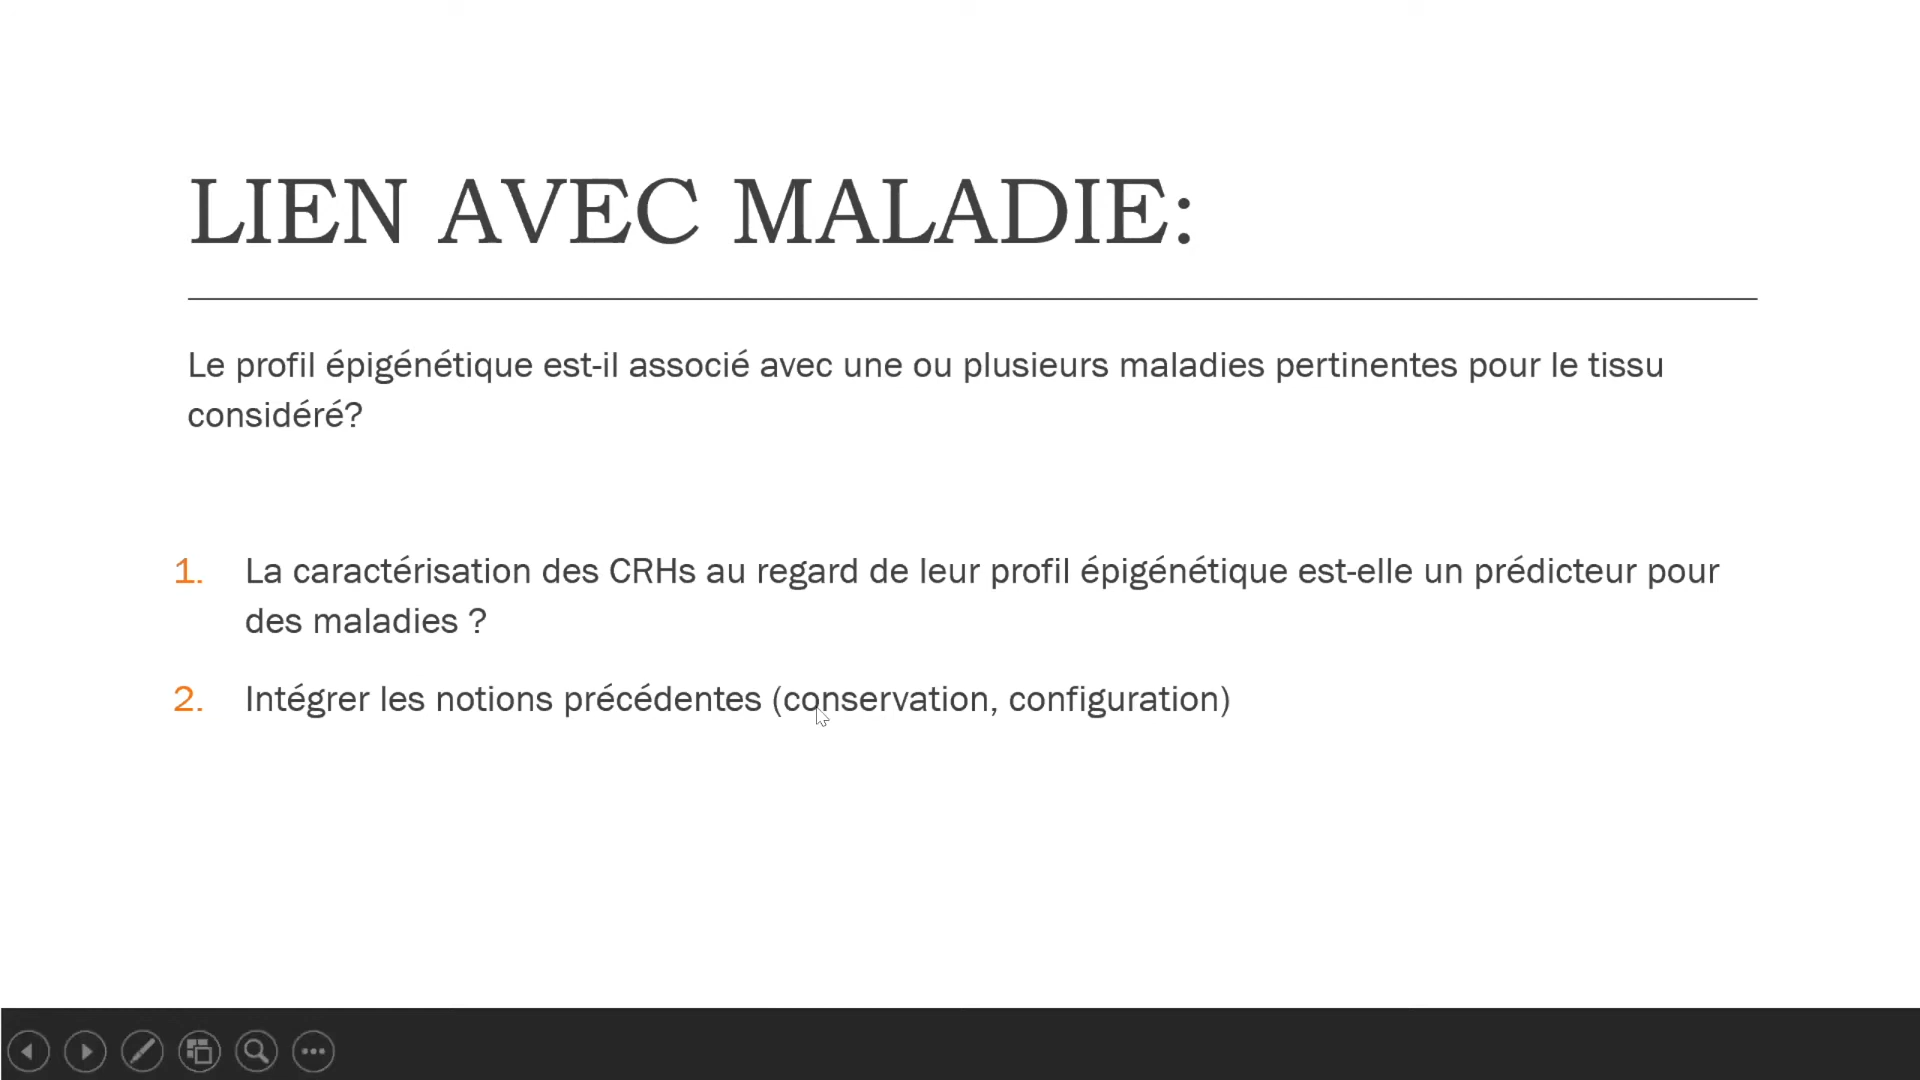 LIEN AVEC MALADIE:
Le profil épigénétique est-il associé avec une ou plusieurs maladies pertinentes pour le tissu
considéré?
1. La caractérisation des CRHs au regard de leur profil épigénétique est-elle un prédicteur pour
des maladies ?
2. Intégrer les notions précédentes (conservation, configuration)